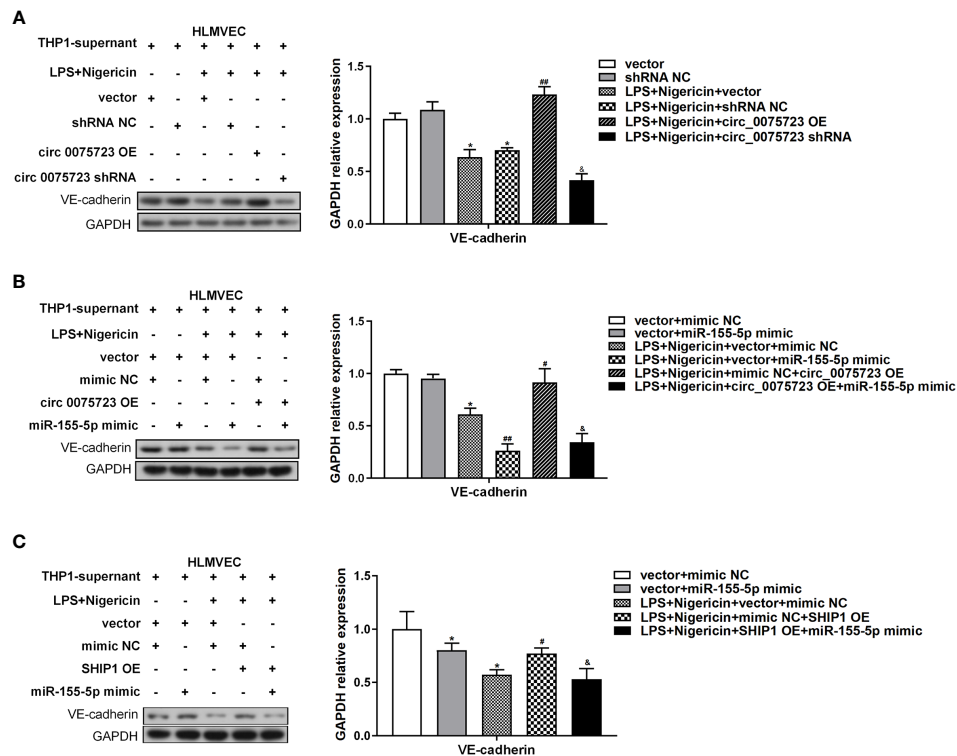 A
HLMVEC
THP1-supernant + + + + + +
LPS+Nigericin - - + + + +
vector + - + - - -
shRNA NC - + - + - -
circ 0075723 OE - - - - + -
circ 0075723 shRNA - - - - - +
VE-cadherin
GAPDH
GAPDH relative expression
1.5
1.0
0.5
0.0
* * ## &
VE-cadherin
vector
shRNA NC
LPS+Nigericin+vector
LPS+Nigericin+shRNA NC
LPS+Nigericin+circ_0075723 OE
LPS+Nigericin+circ_0075723 shRNA
B
HLMVEC
THP1-supernant + + + + + +
LPS+Nigericin - - + + + +
vector + + + + - -
mimic NC + - + - + -
circ 0075723 OE - - - - + +
miR-155-5p mimic - + - + - +
VE-cadherin
GAPDH
GAPDH relative expression
1.5
1.0
0.5
0.0
* ## # &
VE-cadherin
vector+mimic NC
vector+miR-155-5p mimic
LPS+Nigericin+vector+mimic NC
LPS+Nigericin+vector+miR-155-5p mimic
LPS+Nigericin+mimic NC+circ_0075723 OE
LPS+Nigericin+circ_0075723 OE+miR-155-5p mimic
C
HLMVEC
THP1-supernant + + + + +
LPS+Nigericin - - + + +
vector + + + - -
mimic NC + - + + -
SHIP1 OE - - - + +
miR-155-5p mimic - + - - +
VE-cadherin
GAPDH
GAPDH relative expression
1.5
1.0
0.5
0.0
* * # &
VE-cadherin
vector+mimic NC
vector+miR-155-5p mimic
LPS+Nigericin+vector+mimic NC
LPS+Nigericin+mimic NC+SHIP1 OE
LPS+Nigericin+SHIP1 OE+miR-155-5p mimic